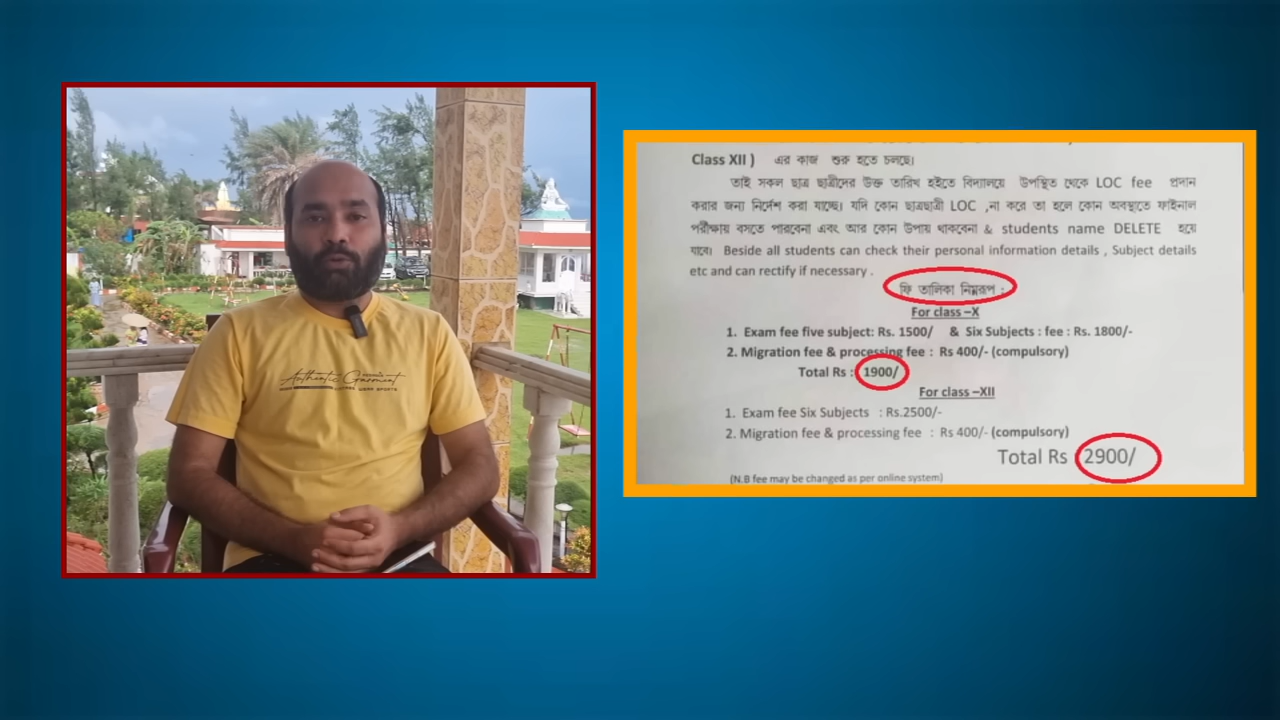 Authentic Garment
Class XII ) এর কাজ শুরু হতে চলছে।
তাই সকল ছাত্র ছাত্রীদের উক্ত তারিখ হইতে বিদ্যালয়ে উপস্থিত থেকে LOC fee প্রদান
করার জন্য নির্দেশ করা যাচ্ছে। যদি কোন ছাত্রছাত্রী LOC ,না করে তা হলে কোন অবস্থাতে ফাইনাল
পরীক্ষায় বসতে পারবেনা এবং আর কোন উপায় থাকবেনা & students name DELETE হয়ে
যাবে। Beside all students can check their personal information details , Subject details
etc and can rectify if necessary .
ফি তালিকা নিম্নরূপ :
For class –X
1. Exam fee five subject: Rs. 1500/ & Six Subjects : fee : Rs. 1800/-
2. Migration fee & processing fee : Rs 400/- (compulsory)
Total Rs : 1900/
For class –XII
1. Exam fee Six Subjects : Rs.2500/-
2. Migration fee & processing fee : Rs 400/- (compulsory)
Total Rs 2900/
(N.B fee may be changed as per online system)